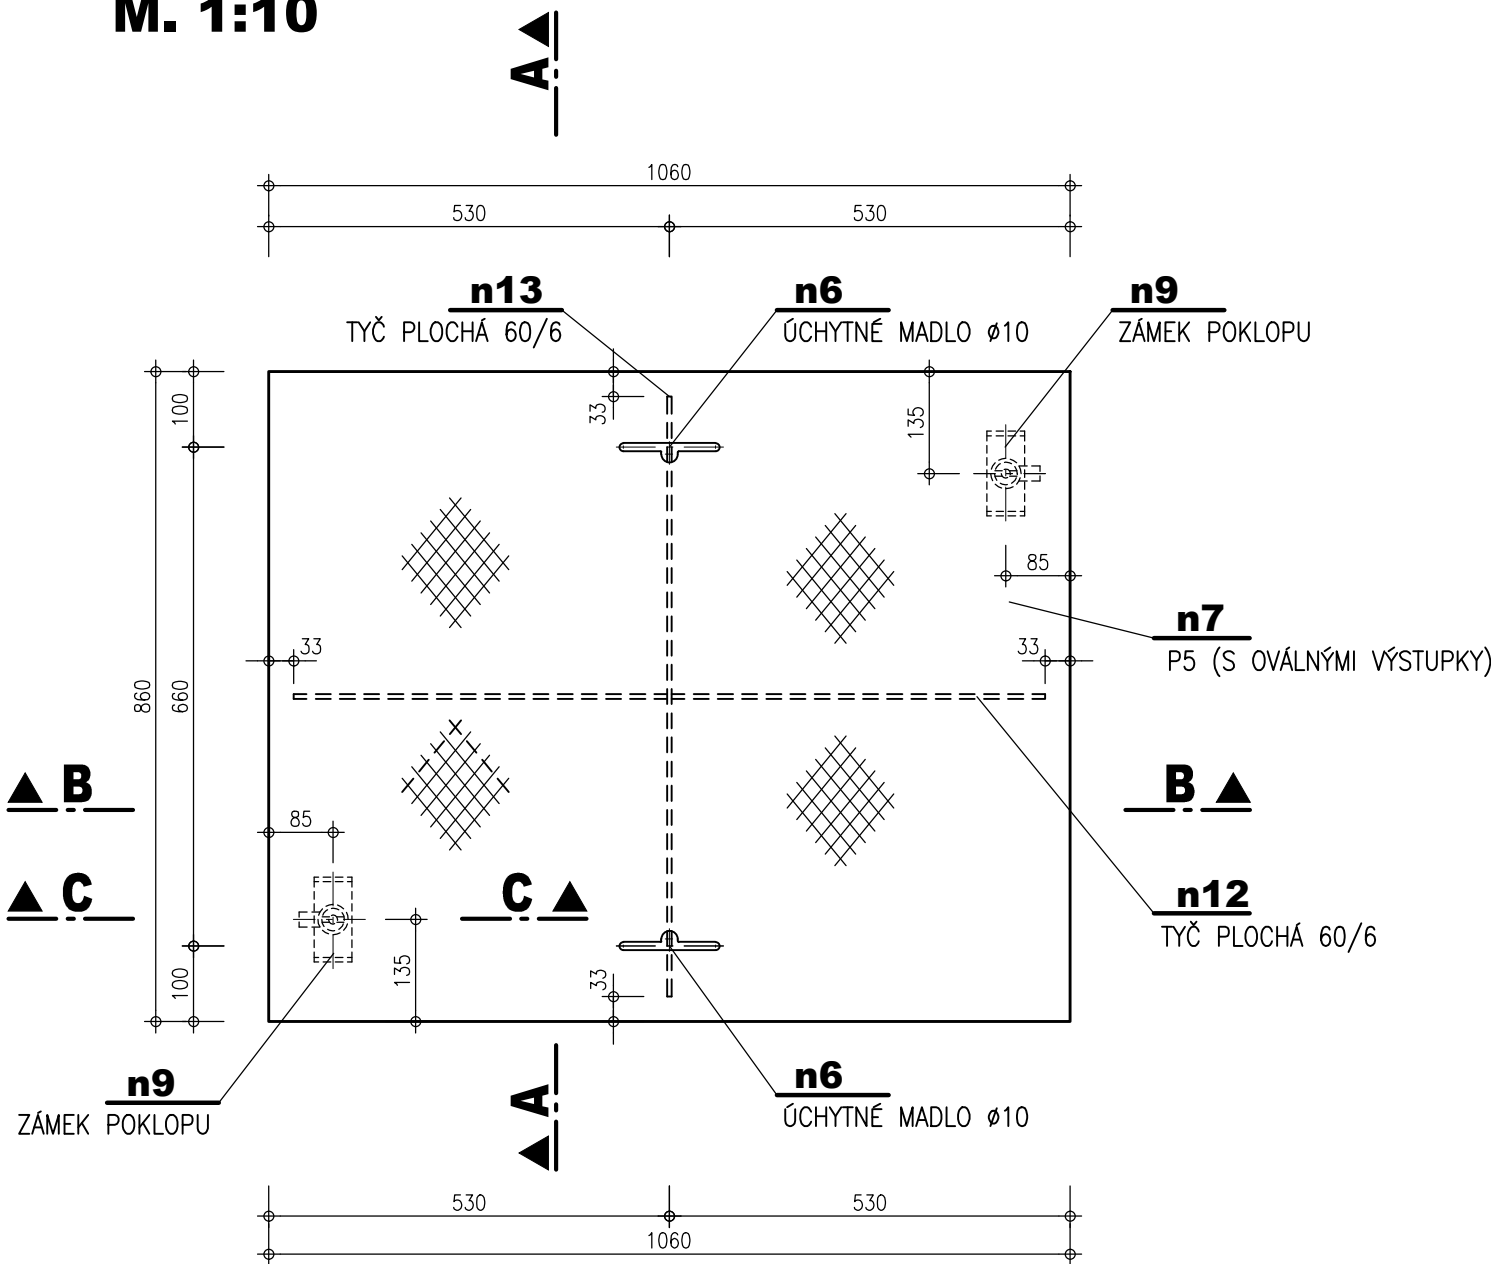 M. 1:10
A
1060
530 530
n13
TYČ PLOCHÁ 60/6
n6
ÚCHYTNÉ MADLO ø10
n9
ZÁMEK POKLOPU
100
33
135
85
n7
P5 (S OVÁLNÝMI VÝSTUPKY)
33 33
860
660
B B
85
C C
n12
TYČ PLOCHÁ 60/6
100
135
33
n9
ZÁMEK POKLOPU
A
n6
ÚCHYTNÉ MADLO ø10
530 530
1060